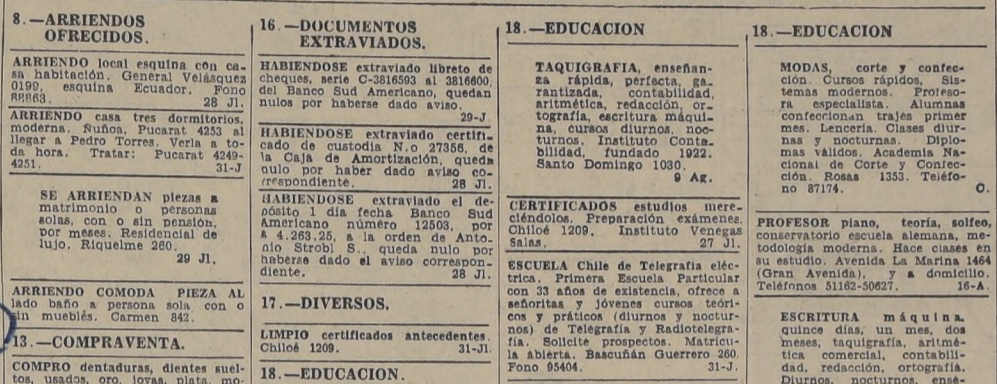 8.—ARRIENDOS
OFRECIDOS.
ARRIENDO local esquina con ca-
sa habitación. General Velásquez
0199, esquina Ecuador. Fono
88863. 28 Jl.
ARRIENDO casa tres dormitorios,
moderna. Ñuñoa, Pucarat 4253 al
llegar a Pedro Torres. Verla a to-
da hora. Tratar: Pucarat 4249-
4251. 31-J
SE ARRIENDAN piezas a
matrimonio o personas
solas, con o sin pensión,
por meses. Residencial de
lujo. Riquelme 260.
29 Jl.
ARRIENDO COMODA PIEZA AL
lado baño a persona sola con o
sin muebles. Carmen 842.
13.—COMPRAVENTA.
COMPRO dentaduras, dientes suel-
tos, usados, oro, joyas, plata, mo-
16.—DOCUMENTOS
EXTRAVIADOS.
HABIENDOSE extraviado libreto de
cheques, serie C-3816593 al 3816600,
del Banco Sud Americano, quedan
nulos por haberse dado aviso.
29-J
HABIENDOSE extraviado certifi-
cado de custodia N.o 27356, de
la Caja de Amortización, queda
nulo por haber dado aviso co-
rrespondiente. 28 Jl.
HABIENDOSE extraviado el de-
pósito 1 día fecha Banco Sud
Americano número 12503, por
$ 4.263.25, a la orden de Anto-
nio Strobl S., queda nulo por
haberse dado el aviso correspon-
diente. 28 Jl.
17.—DIVERSOS.
LIMPIO certificados antecedentes.
Chiloé 1209. 31-Jl.
18.—EDUCACION.
18.—EDUCACION
TAQUIGRAFIA, enseñan-
za rápida, perfecta, ga-
rantizada, contabilidad,
aritmética, redacción, or-
tografía, escritura máqui-
na, cursos diurnos, noc-
turnos. Instituto Conta-
bilidad, fundado 1922.
Santo Domingo 1030.
9 Ag.
CERTIFICADOS estudios mere-
ciéndolos. Preparación exámenes.
Chiloé 1209. Instituto Venegas
Salas. 27 Jl.
ESCUELA Chile de Telegrafía eléc-
trica. Primera Escuela Particular
con 33 años de existencia, ofrece a
señoritas y jóvenes cursos teóri-
cos y prácticos (diurnos y noctur-
nos) de Telegrafía y Radiotelegra-
fía. Solicite prospectos. Matrícu-
la abierta. Bascuñán Guerrero 260.
Fono 95404. 31-J.
18.—EDUCACION
MODAS, corte y confec-
ción. Cursos rápidos, Sis-
temas modernos. Profeso-
ra especialista. Alumnas
confeccionan trajes primer
mes. Lencería. Clases diur-
nas y nocturnas. Diplo-
mas válidos. Academia Na-
cional de Corte y Confec-
ción. Rosas 1353. Teléfo-
no 87174. O.
PROFESOR piano, teoría, solfeo,
conservatorio escuela alemana, me-
todología moderna. Hace clases en
su estudio. Avenida La Marina 1464
(Gran Avenida), y a domicilio.
Teléfonos 51162-50627. 16-A.
ESCRITURA máquina,
quince días, un mes, dos
meses, taquigrafía, aritmé-
tica comercial, contabili-
dad, redacción, ortografía.
Diurnos, nocturnos, ense-